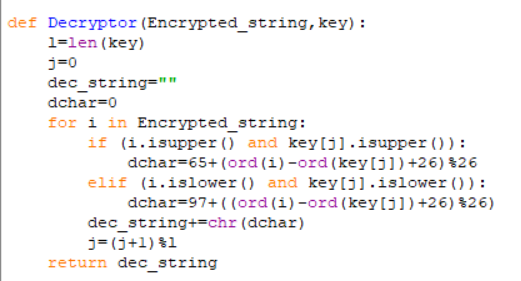 def Decryptor(Encrypted_string,key):
    l=len(key)
    j=0
    dec_string=""
    dchar=0
    for i in Encrypted_string:
        if (i.isupper() and key[j].isupper()):
            dchar=65+(ord(i)-ord(key[j])+26)%26
        elif (i.islower() and key[j].islower()):
            dchar=97+((ord(i)-ord(key[j])+26)%26)
        dec_string+=chr(dchar)
        j=(j+1)%l
    return dec_string